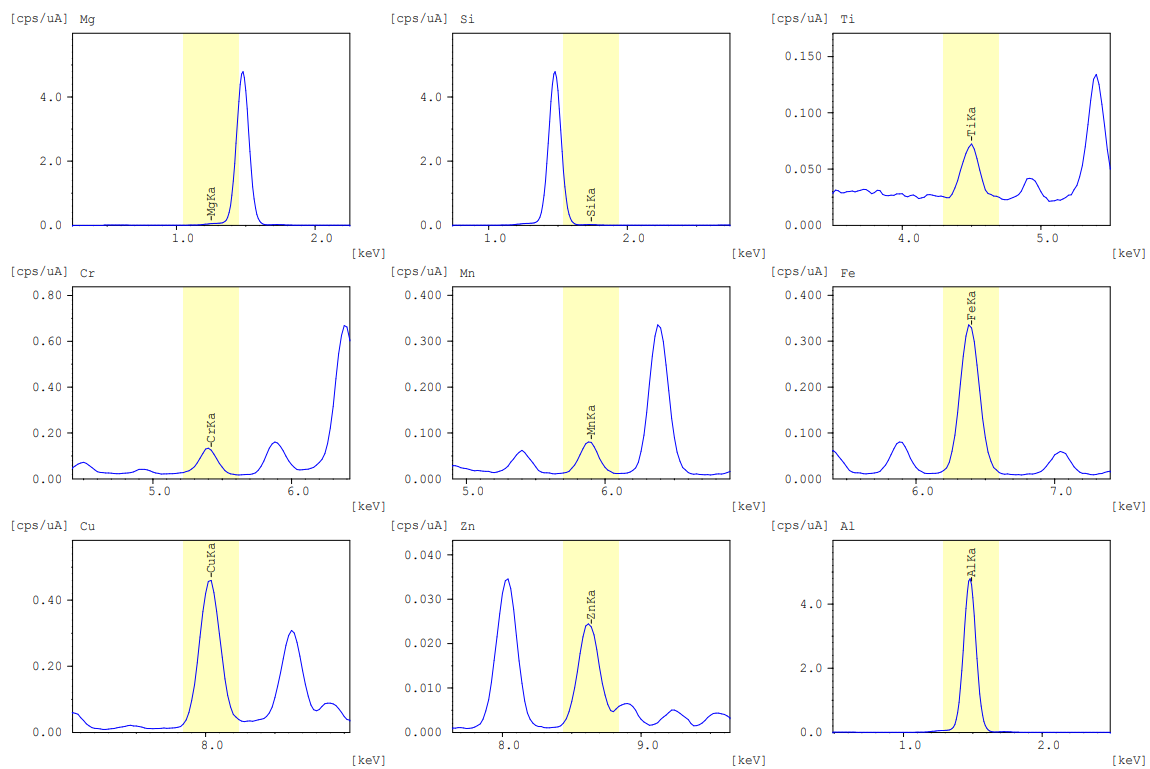 [cps/uA] Mg
4.0
2.0
0.0
MgKa
1.0 2.0
[keV]
[cps/uA] Si
4.0
2.0
0.0
SiKa
1.0 2.0
[keV]
[cps/uA] Ti
0.150
0.100
0.050
0.000
TiKa
4.0 5.0
[keV]
[cps/uA] Cr
0.80
0.60
0.40
0.20
0.00
CrKa
5.0 6.0
[keV]
[cps/uA] Mn
0.400
0.300
0.200
0.100
0.000
MnKa
5.0 6.0
[keV]
[cps/uA] Fe
0.400
0.300
0.200
0.100
0.000
FeKa
6.0 7.0
[keV]
[cps/uA] Cu
0.40
0.20
0.00
CuKa
8.0
[keV]
[cps/uA] Zn
0.040
0.030
0.020
0.010
0.000
ZnKa
8.0 9.0
[keV]
[cps/uA] Al
4.0
2.0
0.0
AlKa
1.0 2.0
[keV]